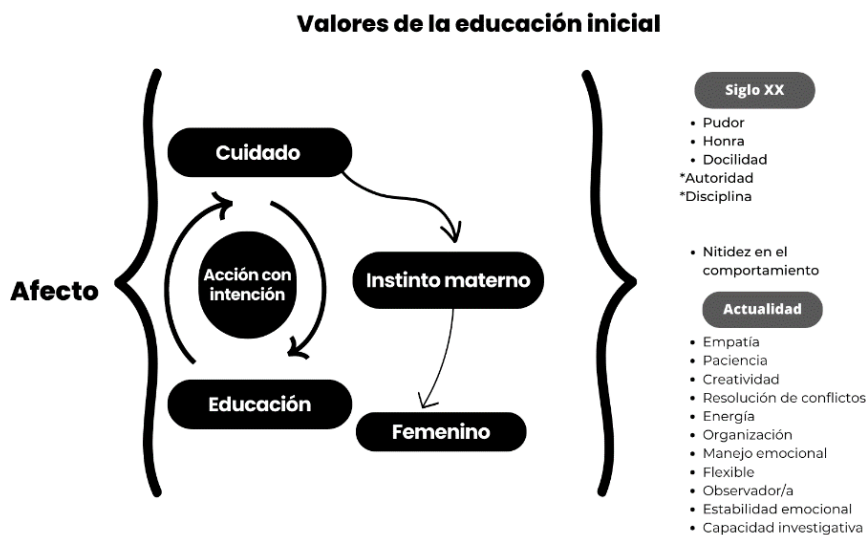 Valores de la educación inicial
Afecto
Cuidado
Acción con
intención
Educación
Instinto materno
Femenino
Siglo XX
• Pudor
• Honra
• Docilidad
*Autoridad
*Disciplina
• Nitidez en el
comportamiento
Actualidad
• Empatía
• Paciencia
• Creatividad
• Resolución de conflictos
• Energía
• Organización
• Manejo emocional
• Flexible
• Observador/a
• Estabilidad emocional
• Capacidad investigativa